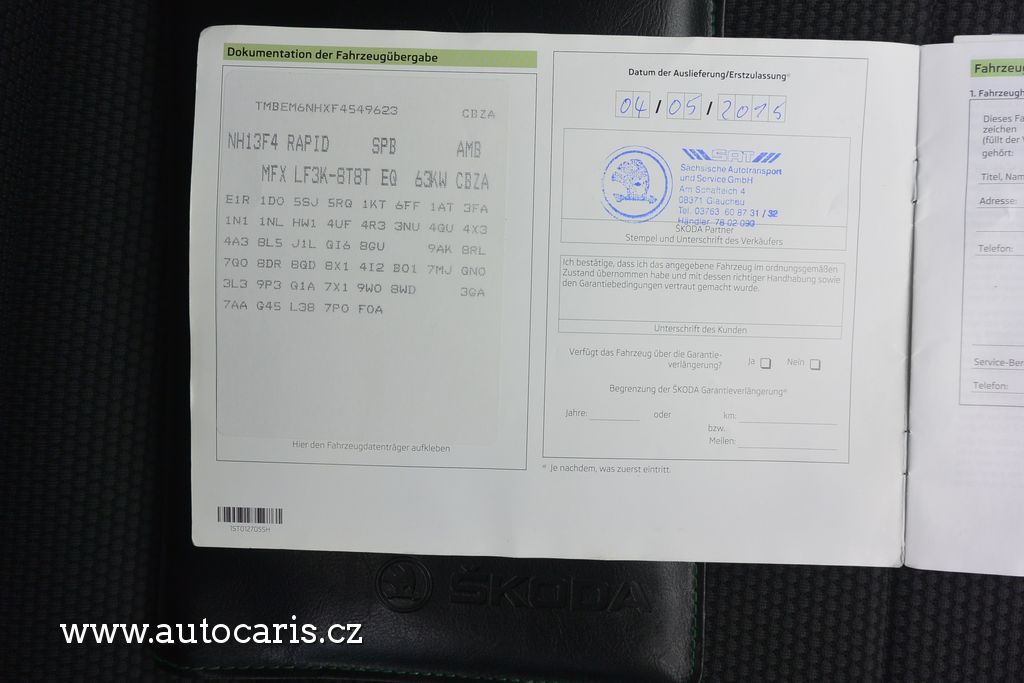 Dokumentation der Fahrzeugübergabe
TMBEM6NHXF4549623 CBZA
NH13F4 RAPID SPB AMB
MFX LF3K-8T8T EQ 63KW CBZA
E1R 1D0 5SJ 5RQ 1KT 6FF 1AT 3FA
1N1 1NL HW1 4UF 4R3 3NU 4GU 4X3
4A3 8L5 J1L QI6 8GU 9AK 8RL
7G0 8DR 8QD 8X1 4I2 B01 7MJ GN0
3L3 9P3 Q1A 7X1 9W0 8WD 3GA
7AA G45 L38 7P0 F0A
Hier den Fahrzeugdatenträger aufkleben
1ST012705SH
Datum der Auslieferung/Erstzulassung*
04/05/2015
SAT
Sächsische Autotransport
und Service GmbH
Am Schafteich 4
08371 Glauchau
Tel. 03763 60 87 31 / 32
Händler 78 02 090
ŠKODA Partner
Stempel und Unterschrift des Verkäufers
Ich bestätige, dass ich das angegebene Fahrzeug im ordnungsgemäßen
Zustand übernommen habe und mit dessen richtiger Handhabung sowie
den Garantiebedingungen vertraut gemacht wurde.
Unterschrift des Kunden
Verfügt das Fahrzeug über die Garantie-
verlängerung? Ja Nein
Begrenzung der ŠKODA Garantieverlängerung*
Jahre: oder km:
bzw.
Meilen:
* Je nachdem, was zuerst eintritt.
1. Fahrzeugh
Dieses Fa
zeichen
(füllt der
gehört:
Titel, Nam
Adresse:
Telefon:
Service-Ber
Telefon:
ŠKODA
www.autocaris.cz